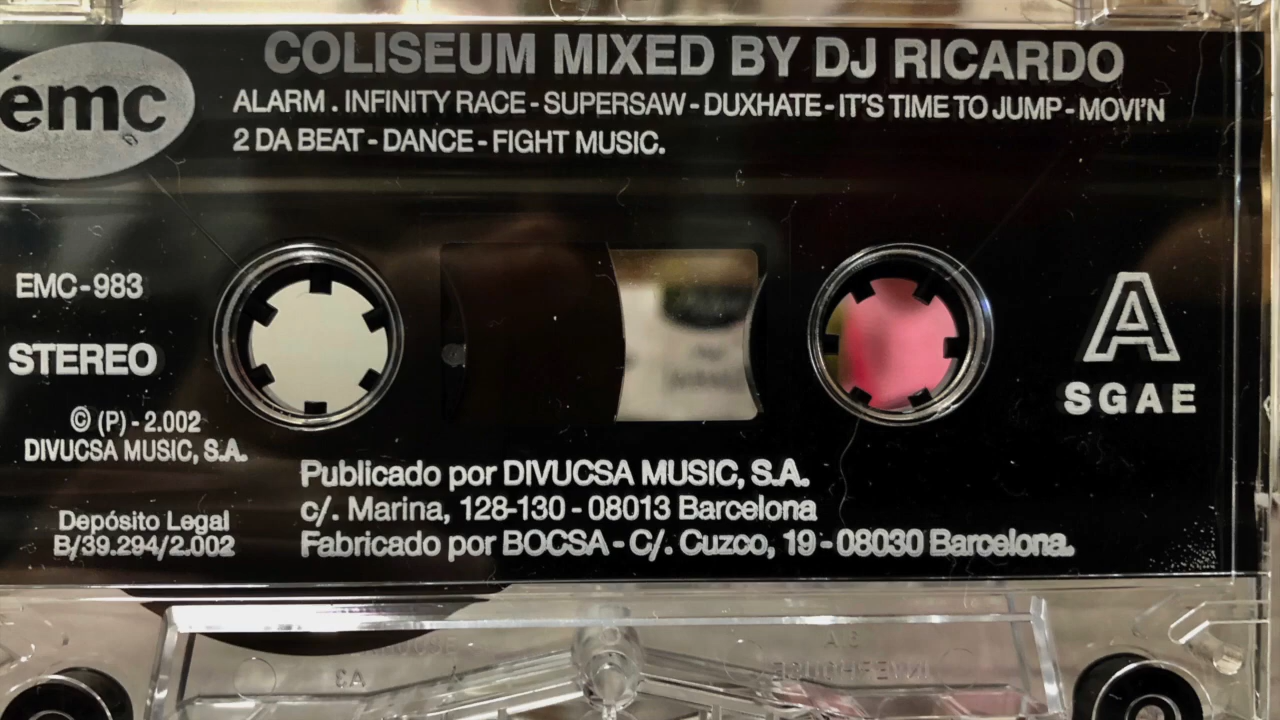 COLISEUM MIXED BY DJ RICARDO
emc
ALARM . INFINITY RACE - SUPERSAW - DUXHATE - IT'S TIME TO JUMP - MOVI'N
2 DA BEAT - DANCE - FIGHT MUSIC.
EMC-983
STEREO
A
SGAE
© (P) - 2.002
DIVUCSA MUSIC, S.A.
Publicado por DIVUCSA MUSIC, S.A.
c/. Marina, 128-130 - 08013 Barcelona
Depósito Legal
B/39.294/2.002
Fabricado por BOCSA - C/. Cuzco, 19 - 08030 Barcelona.